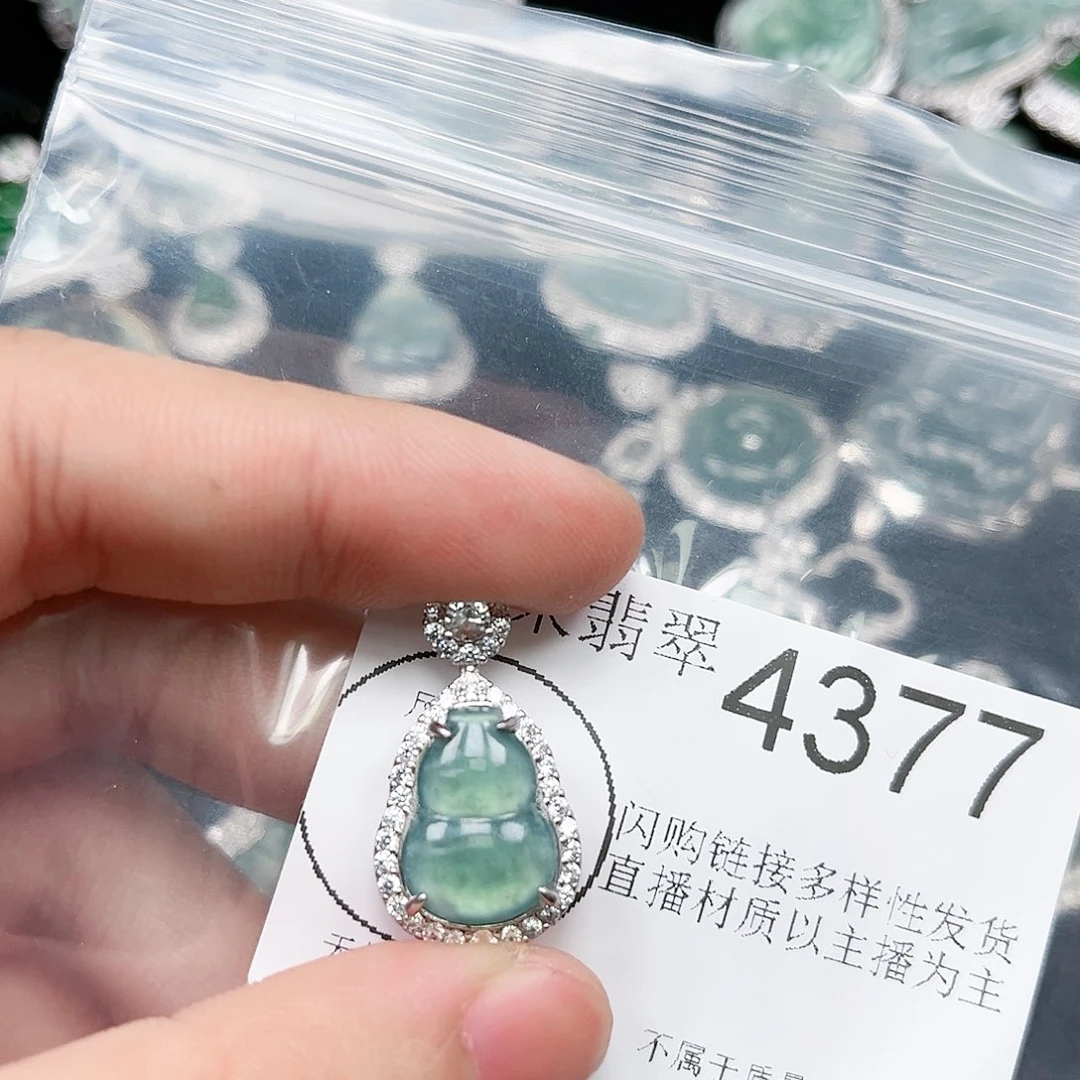 翡翠
4377
闪购链接多样性发货
直播材质以主播为主
不属于质量